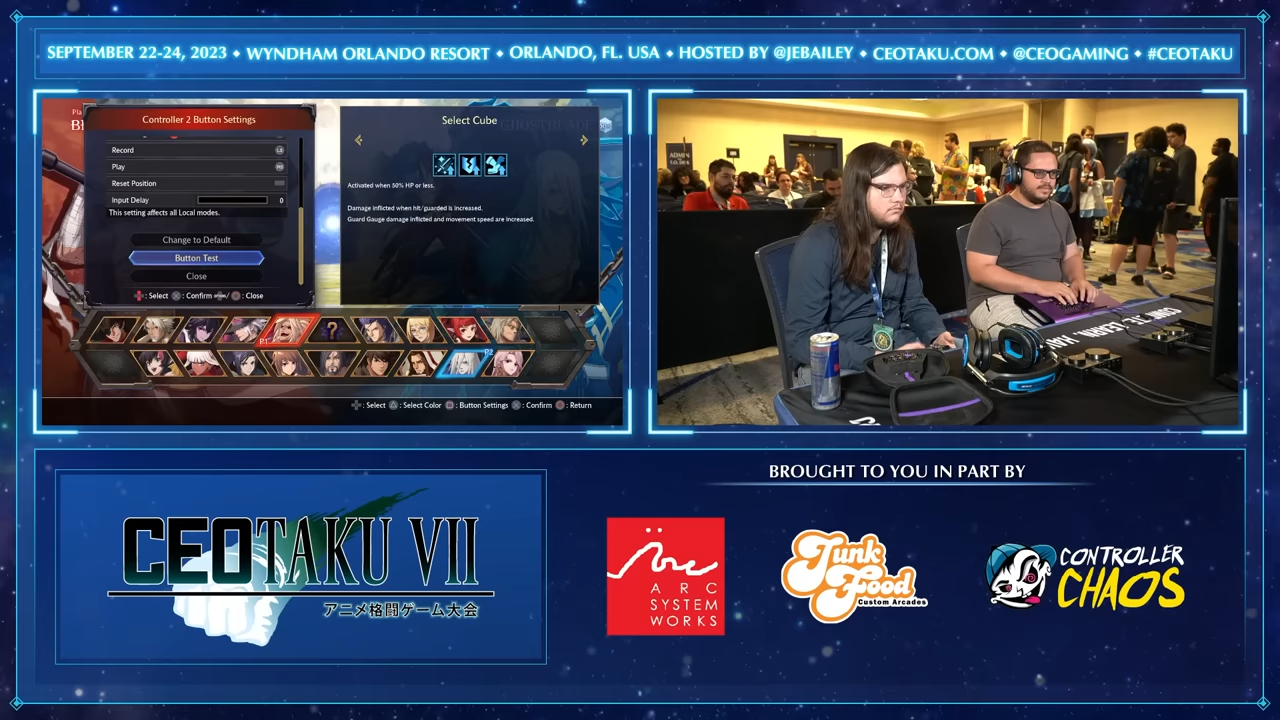 SEPTEMBER 22-24, 2023 ◆ WYNDHAM ORLANDO RESORT ◆ ORLANDO, FL. USA ◆ HOSTED BY @JEBAILEY ◆ CEOTAKU.COM ◆ @CEOGAMING ◆ #CEOTAKU
Controller 2 Button Settings
Record
Play
Reset Position
Input Delay 0
This setting affects all Local modes.
Change to Default
Button Test
Close
: Select : Confirm / : Close
Select Cube
Activated when 50% HP or less.
Damage inflicted when hit/guarded is increased.
Guard Gauge damage inflicted and movement speed are increased.
P1
?
P2
: Select : Select Color : Button Settings : Confirm : Return
ADMIN
CEOTAKU VII
アニメ格闘ゲーム大会
BROUGHT TO YOU IN PART BY
ARC
SYSTEM
WORKS
Junk
Food
Custom Arcades
CONTROLLER
CHAOS